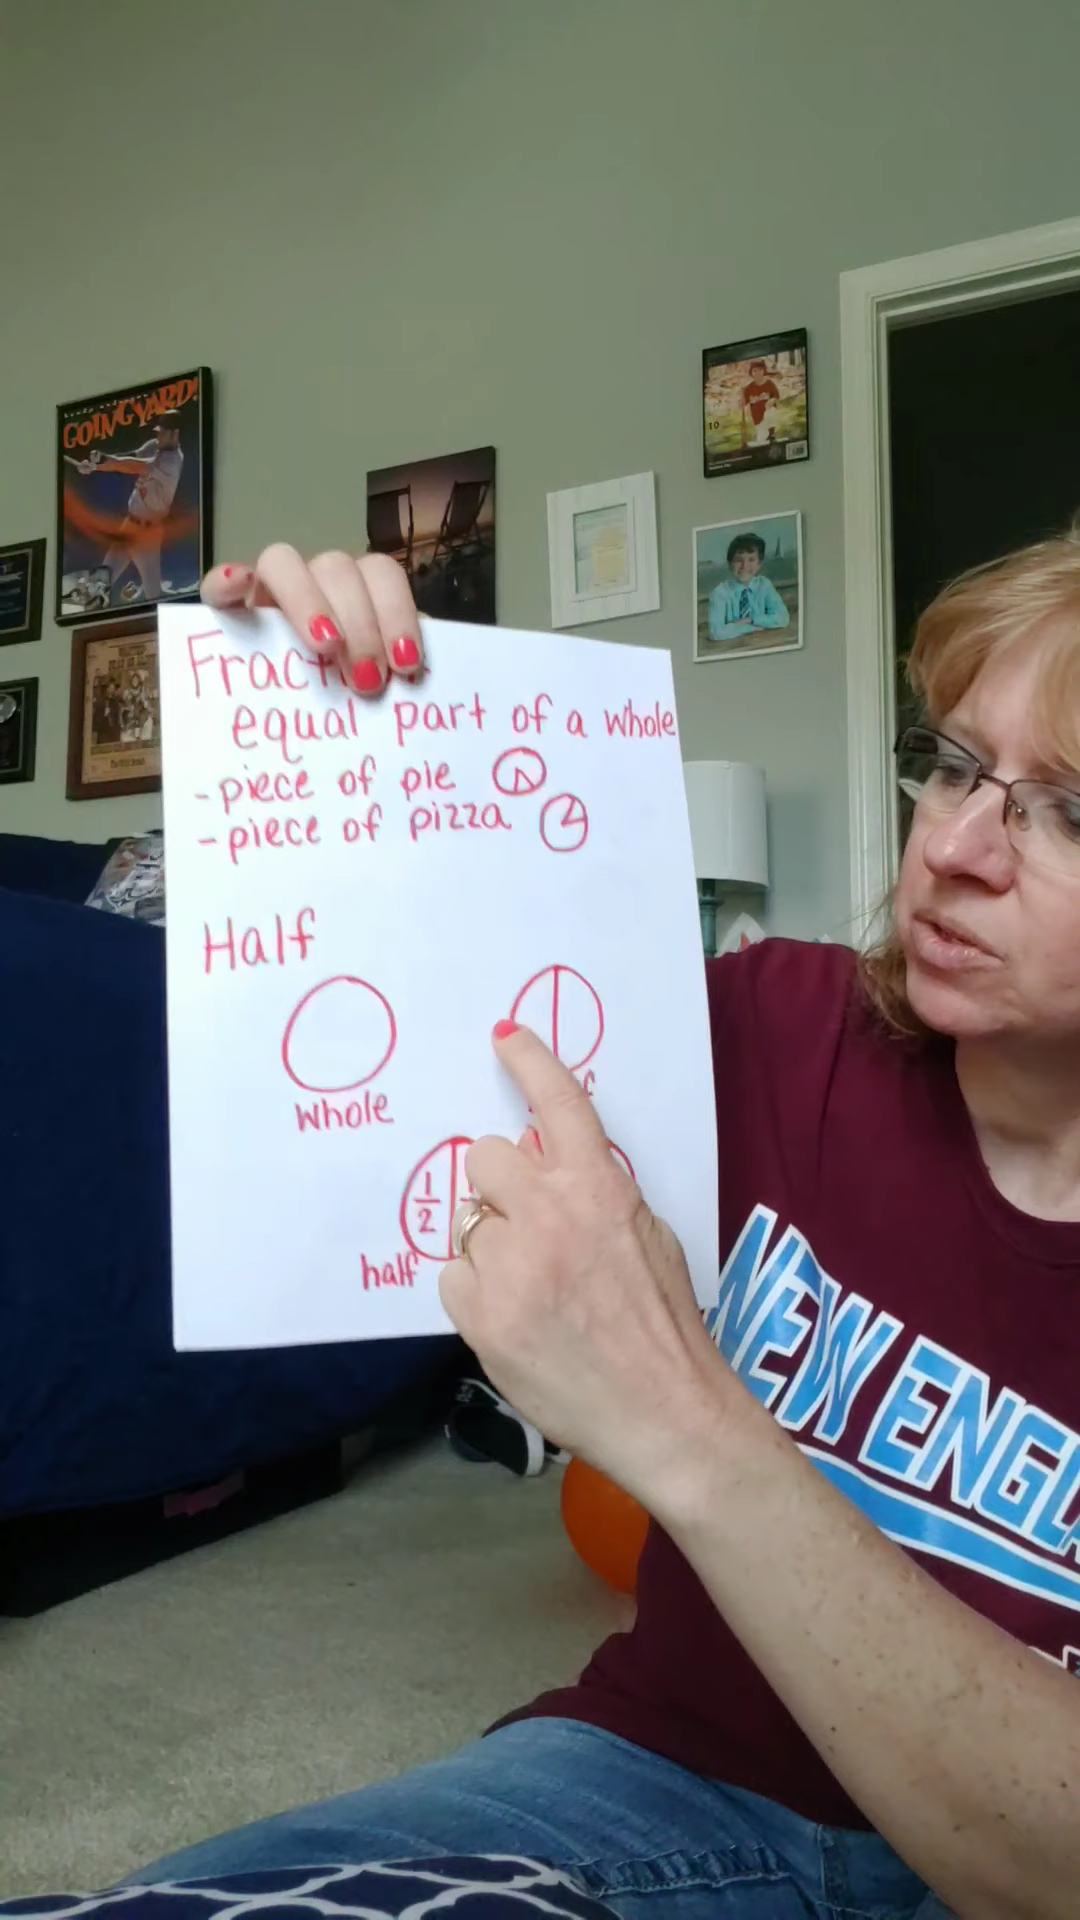 GOING YARD!
10
equal part of a whole
-piece of pie
-piece of pizza
Half
whole
1
2
half
NEW ENGL